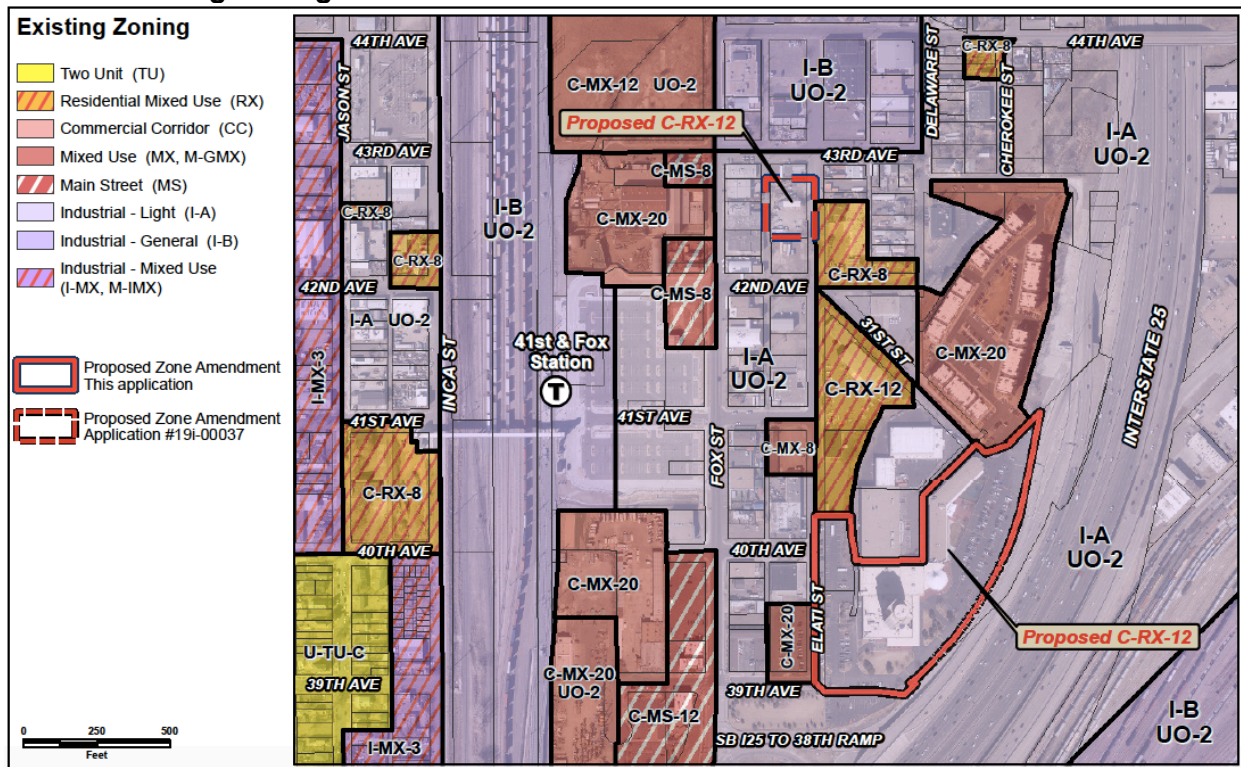 Existing Zoning
Two Unit (TU)
Residential Mixed Use (RX)
Commercial Corridor (CC)
Mixed Use (MX, M-GMX)
Main Street (MS)
Industrial - Light (I-A)
Industrial - General (I-B)
Industrial - Mixed Use
(I-MX, M-IMX)
Proposed Zone Amendment
This application
Proposed Zone Amendment
Application #19i-00037
0 250 500
Feet
44TH AVE
JASON ST
43RD AVE
C-RX-8
C-RX-8
42ND AVE
I-A UO-2
I-MX-3
41ST AVE
C-RX-8
40TH AVE
U-TU-C
39TH AVE
I-MX-3
INCA ST
I-B
UO-2
41st & Fox
Station
T
C-MX-12 UO-2
Proposed C-RX-12
C-MS-8
C-MX-20
C-MS-8
41ST AVE
FOX ST
C-MX-20
C-MX-20
UO-2
C-MS-12
I-B
UO-2
DELAWARE ST
C-RX-8
CHEROKEE ST
44TH AVE
43RD AVE
I-A
UO-2
C-RX-8
42ND AVE
31ST ST
C-MX-20
I-A
UO-2
C-RX-12
C-MX-8
INTERSTATE 25
40TH AVE
ELATI ST
C-MX-20
39TH AVE
I-A
UO-2
Proposed C-RX-12
I-B
UO-2
SB I25 TO 38TH RAMP